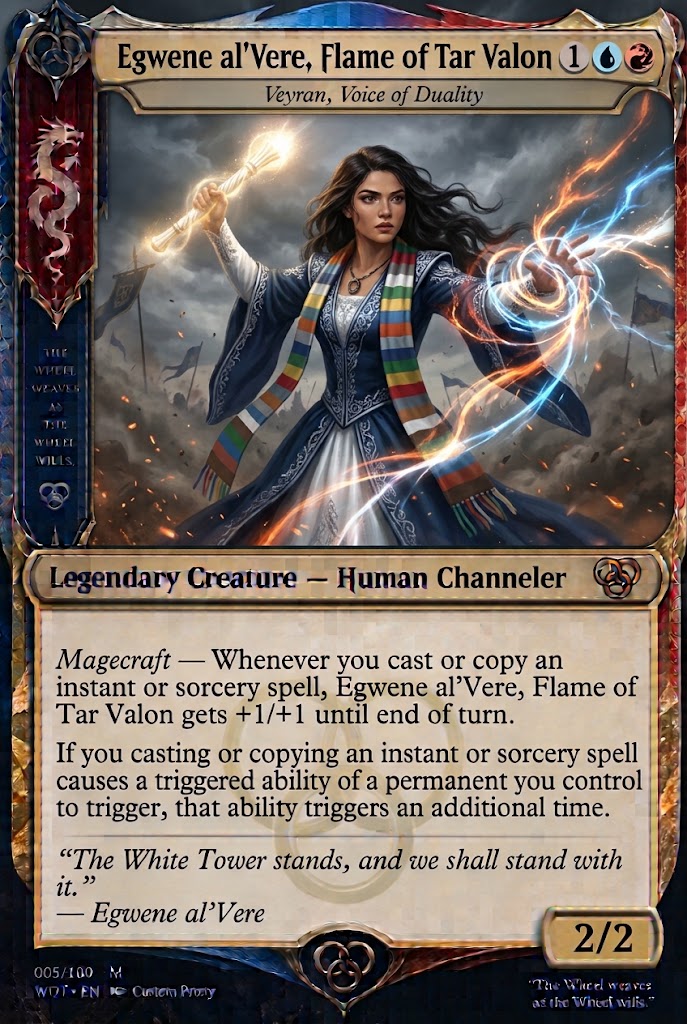 Egwene al'Vere, Flame of Tar Valon 1
Veyran, Voice of Duality
THE
WHEEL
WEAVES
AS
THE
WHEEL
WILLS,
Legendary Creature — Human Channeler
Magecraft — Whenever you cast or copy an
instant or sorcery spell, Egwene al'Vere, Flame of
Tar Valon gets +1/+1 until end of turn.
If you casting or copying an instant or sorcery spell
causes a triggered ability of a permanent you control
to trigger, that ability triggers an additional time.
“The White Tower stands, and we shall stand with
it.”
— Egwene al'Vere
2/2
005/100 M
• EN Custom Proxy
"The Wheel weaves
as the Wheel wills."